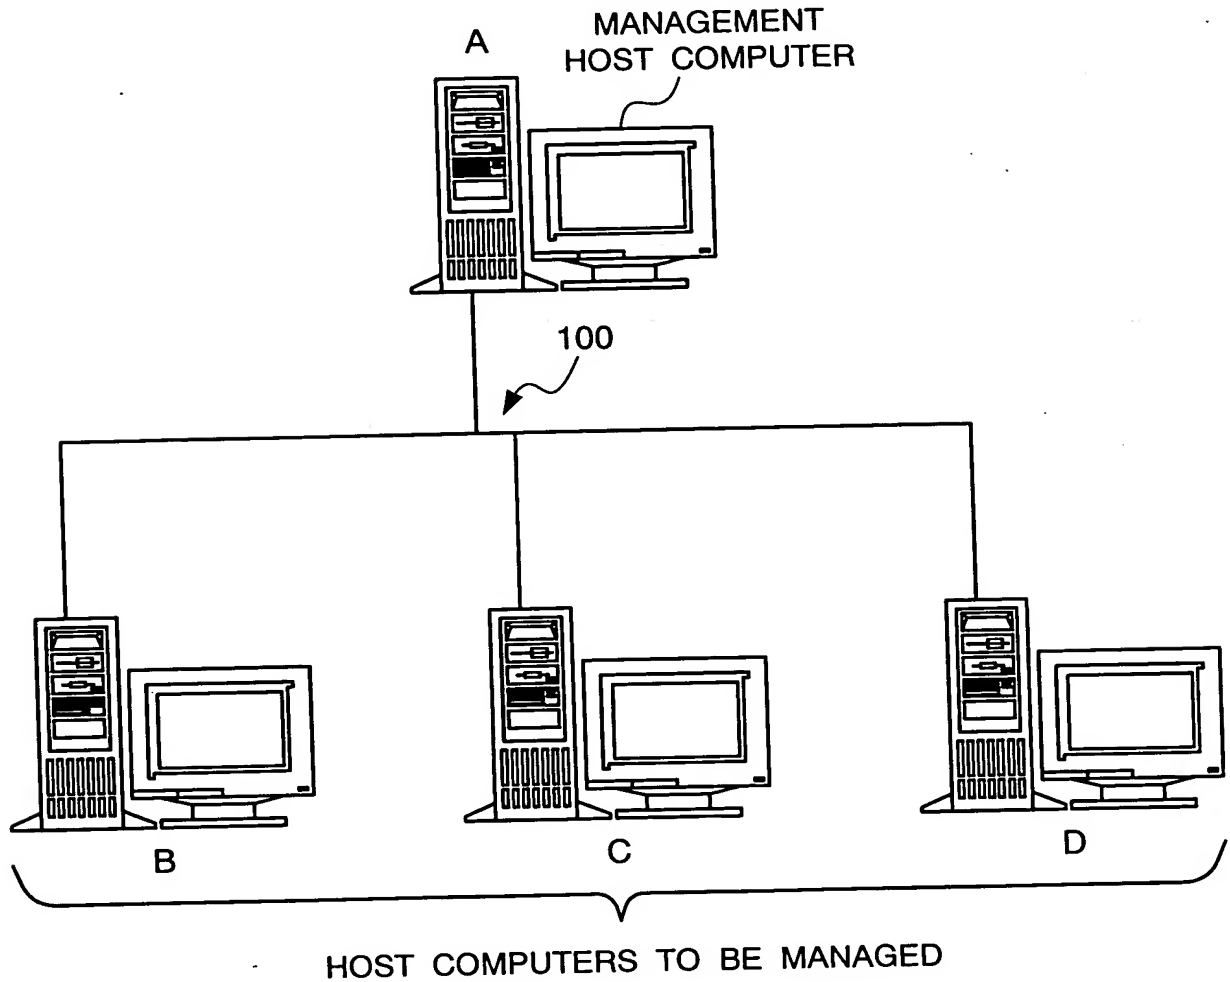 A
MANAGEMENT
HOST COMPUTER
100
B
C
D
HOST COMPUTERS TO BE MANAGED